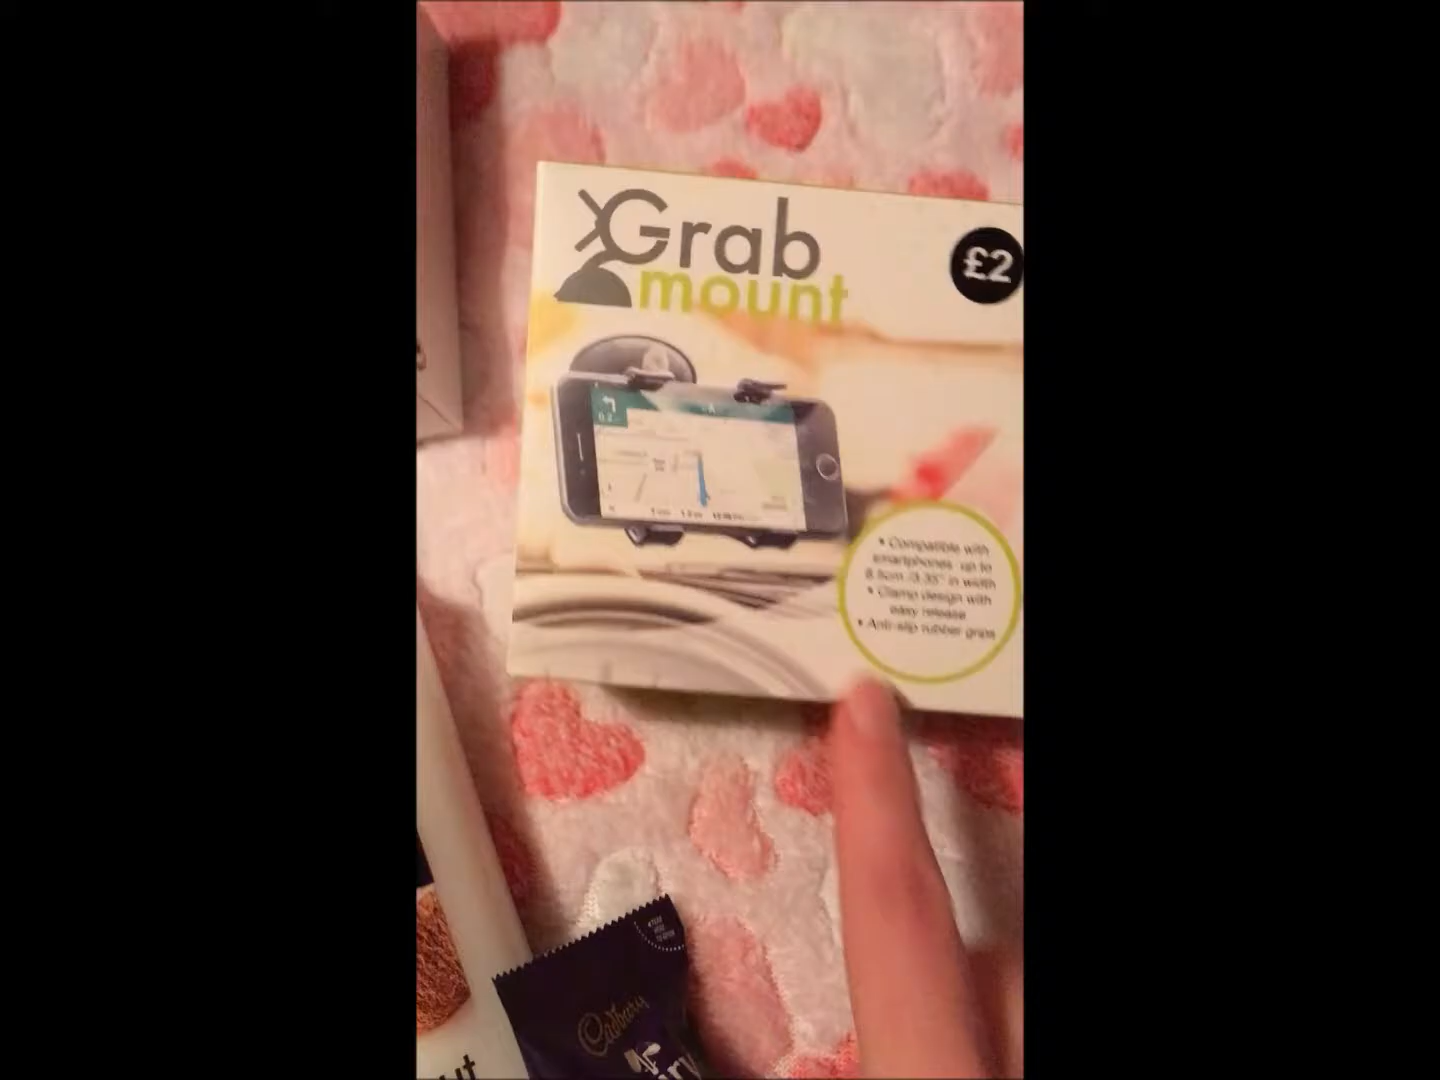 Grab
mount
£2
• Compatible with
smartphones up to
8.5cm /3.35" in width
• Clamp design with
easy release
• Anti-slip rubber grips
Cadbury